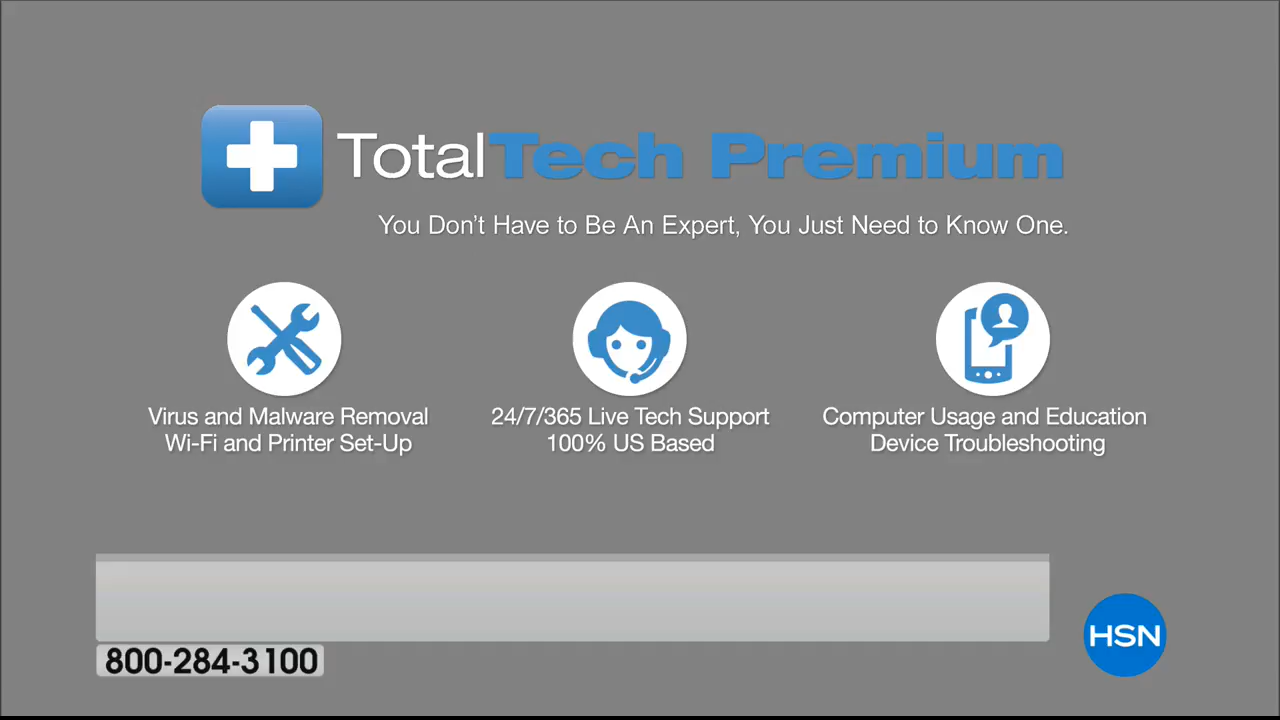 TotalTech Premium
You Don't Have to Be An Expert, You Just Need to Know One.
Virus and Malware Removal
Wi-Fi and Printer Set-Up
24/7/365 Live Tech Support
100% US Based
Computer Usage and Education
Device Troubleshooting
800-284-3100
HSN